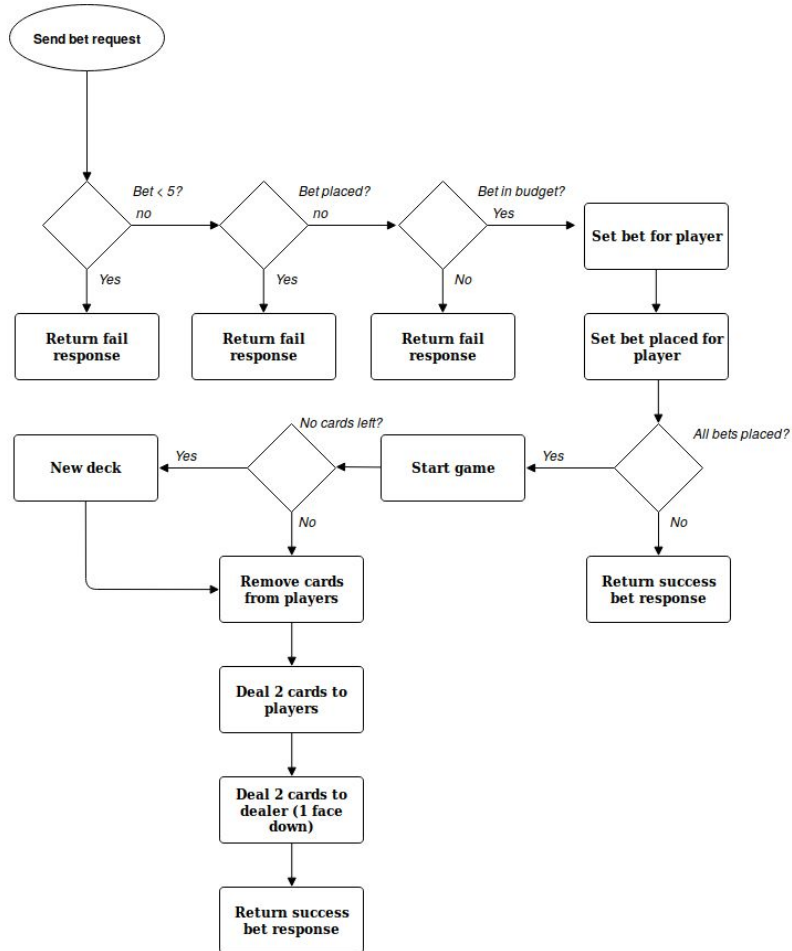 Send bet request
Bet < 5?
no
Bet placed?
no
Bet in budget?
Yes
Set bet for player
Yes
Yes
No
Return fail
response
Return fail
response
Return fail
response
Set bet placed for
player
No cards left?
All bets placed?
New deck
Yes
Start game
Yes
No
No
Remove cards
from players
Return success
bet response
Deal 2 cards to
players
Deal 2 cards to
dealer (1 face
down)
Return success
bet response